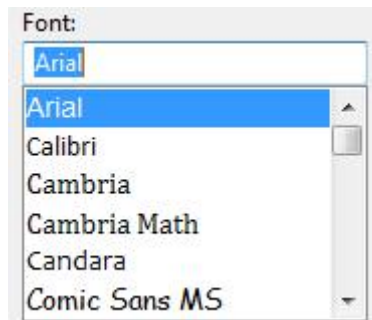 Font:
Arial
Arial
Calibri
Cambria
Cambria Math
Candara
Comic Sans MS